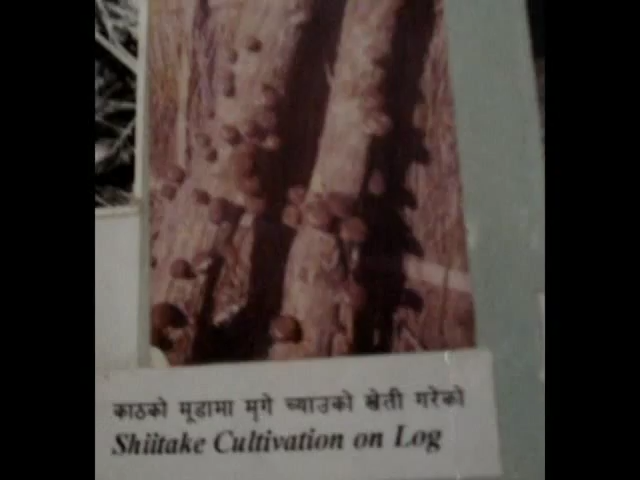 काठको मूडामा मृगे च्याउको खेती गरेको
Shiitake Cultivation on Log